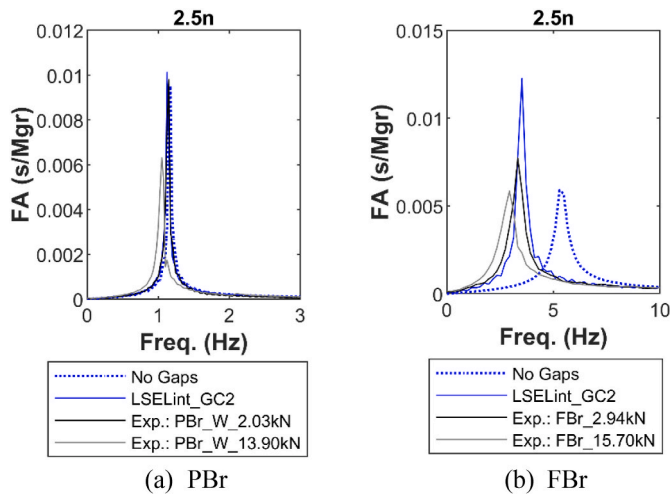 2.5n
FA (s/Mgr)
0.012
0.01
0.008
0.006
0.004
0.002
0
0
1
2
3
Freq. (Hz)
No Gaps
LSELint_GC2
Exp.: PBr_W_2.03kN
Exp.: PBr_W_13.90kN
(a) PBr
2.5n
FA (s/Mgr)
0.015
0.01
0.005
0
0
5
10
Freq. (Hz)
No Gaps
LSELint_GC2
Exp.: FBr_2.94kN
Exp.: FBr_15.70kN
(b) FBr